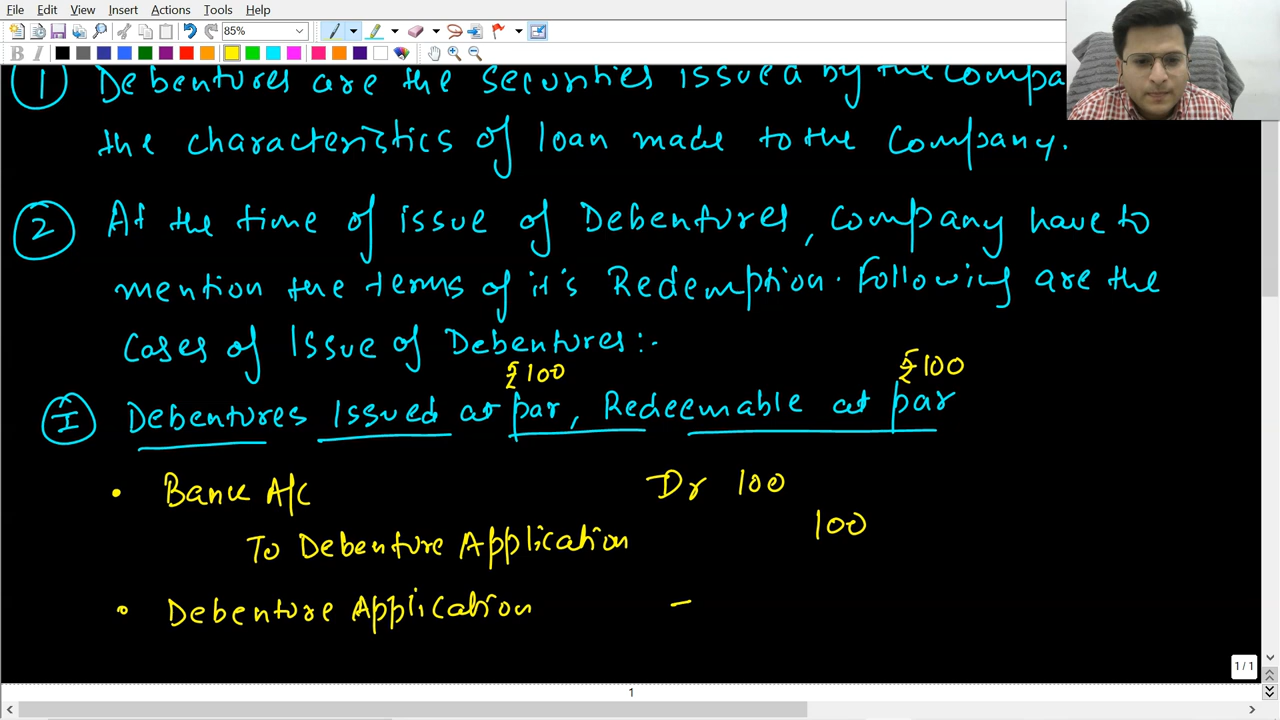 File Edit View Insert Actions Tools Help
85%
B I
1 Debentures are the securities issued by the Compa
the characteristics of loan made to the Company.
2 At the time of issue of Debentures, Company have to
mention the terms of it's Redemption. Following are the
Cases of Issue of Debentures:-
₹100 ₹100
I Debentures Issued at par, Redeemable at par
• Bank A/c Dr 100
To Debenture Application 100
• Debenture Application
1/1
1